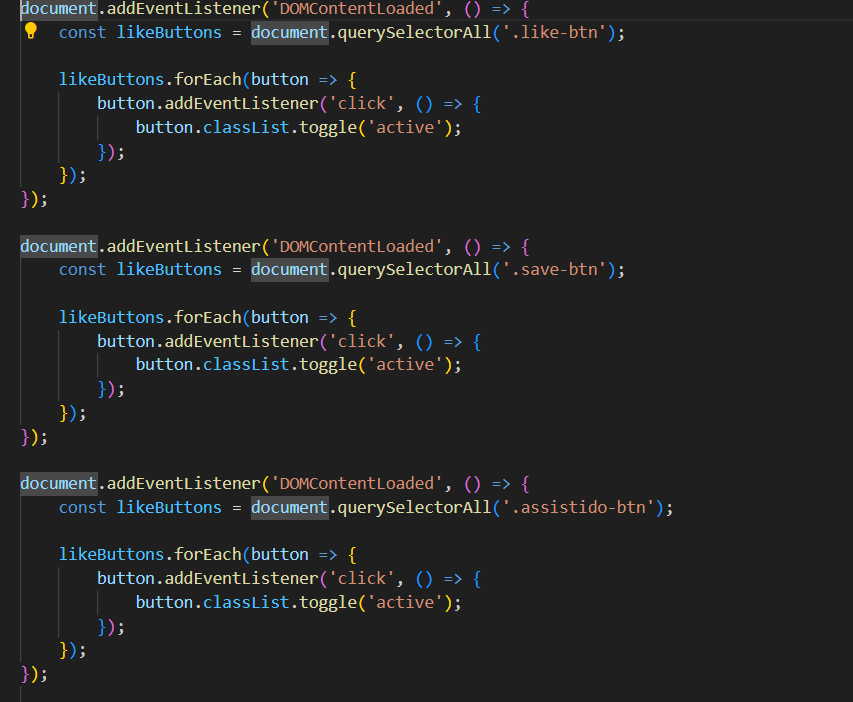 document.addEventListener('DOMContentLoaded', () => {
    const likeButtons = document.querySelectorAll('.like-btn');

    likeButtons.forEach(button => {
        button.addEventListener('click', () => {
            button.classList.toggle('active');
        });
    });
});

document.addEventListener('DOMContentLoaded', () => {
    const likeButtons = document.querySelectorAll('.save-btn');

    likeButtons.forEach(button => {
        button.addEventListener('click', () => {
            button.classList.toggle('active');
        });
    });
});

document.addEventListener('DOMContentLoaded', () => {
    const likeButtons = document.querySelectorAll('.assistido-btn');

    likeButtons.forEach(button => {
        button.addEventListener('click', () => {
            button.classList.toggle('active');
        });
    });
});